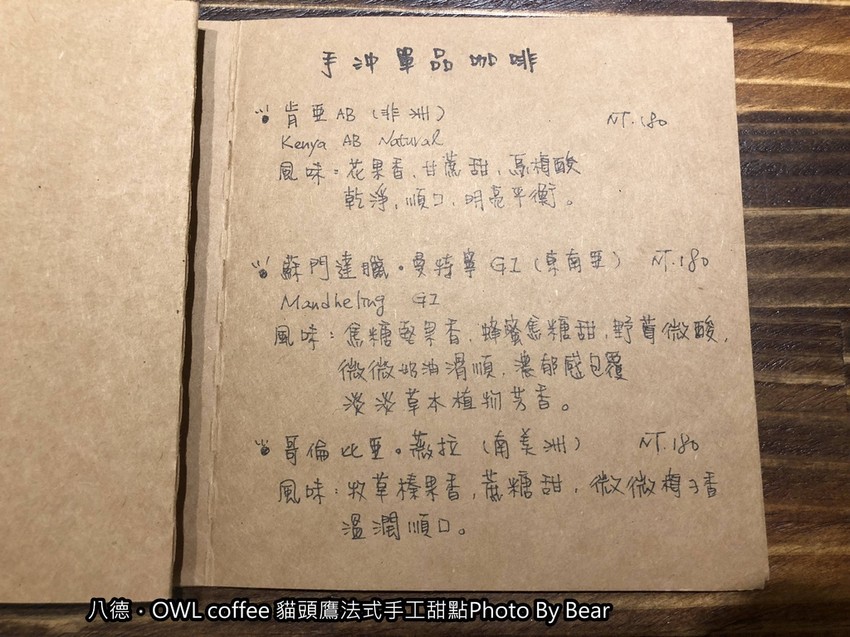 手沖單品咖啡
肯亞AB(非洲) NT.180
Kenya AB Natural
風味:花果香、甘蔗甜、烏梅酸
乾淨、順口、明亮平衡。
蘇門達臘。曼特寧 G1(東南亞) NT.180
Mandheling G1
風味:焦糖堅果香、蜂蜜焦糖甜、野莓微酸、
微微奶油滑順、濃郁感包覆
淡淡草本植物芳香。
哥倫比亞。薇拉(南美洲) NT.180
風味:牧草榛果香、蔗糖甜、微微梅子香
溫潤順口。
八德・OWL coffee 貓頭鷹法式手工甜點Photo By Bear